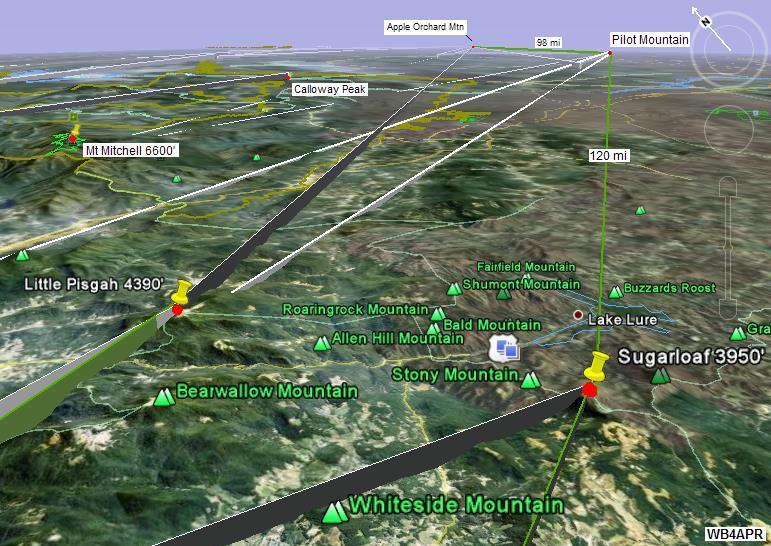 Apple Orchard Mtn
98 mi
Pilot Mountain
N
Calloway Peak
Mt Mitchell 6600'
120 mi
Little Pisgah 4390'
Fairfield Mountain
Shumont Mountain
Buzzards Roost
Roaringrock Mountain
Bald Mountain
Lake Lure
Allen Hill Mountain
Gra
Stony Mountain
Sugarloaf 3950'
Bearwallow Mountain
Whiteside Mountain
WB4APR